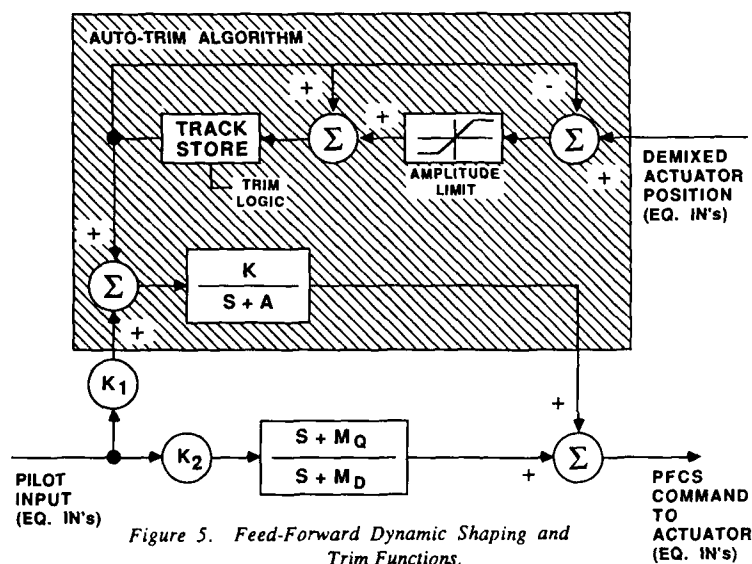 AUTO-TRIM ALGORITHM
+
-
TRACK
STORE
Σ
+
Σ
+
TRIM
LOGIC
AMPLITUDE
LIMIT
DEMIXED
ACTUATOR
POSITION
(EQ. IN's)
+
Σ
K
S + A
+
K1
+
PILOT
INPUT
(EQ. IN's)
K2
S + MQ
S + MD
+
Σ
PFCS
COMMAND
TO
ACTUATOR
(EQ. IN's)
Figure 5. Feed-Forward Dynamic Shaping and
Trim Functions.